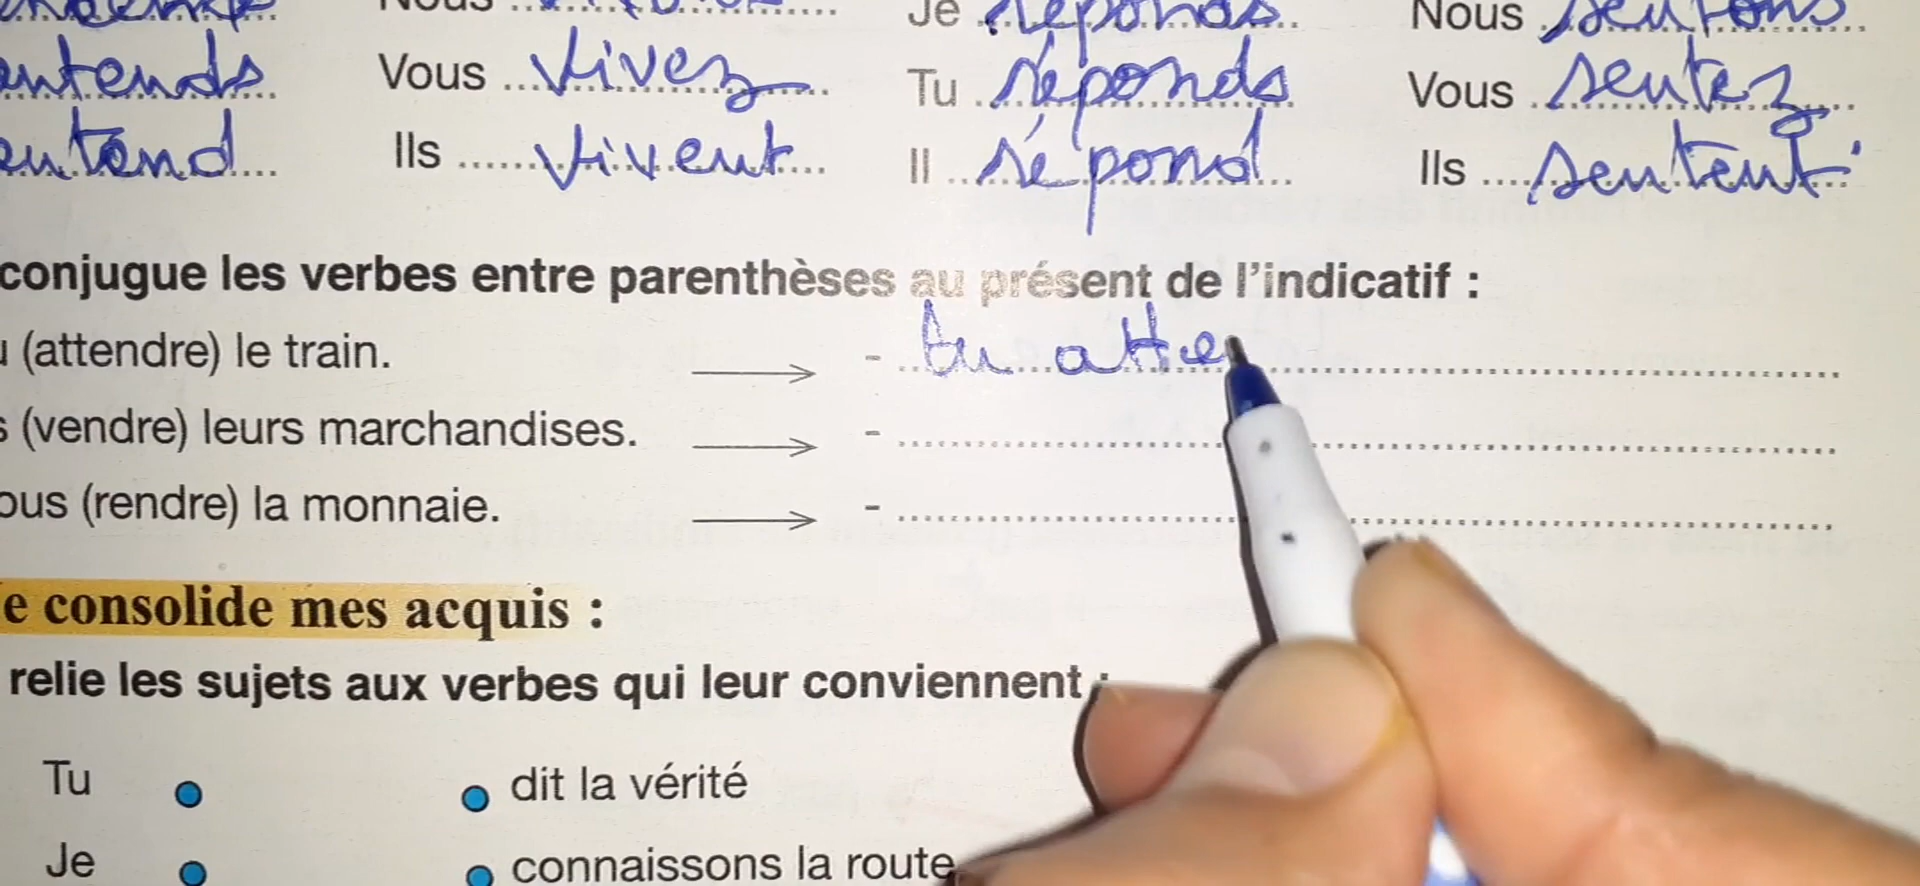 Nous Je réponds Nous sentons
entends Vous vivez Tu réponds Vous sentez
entend Ils vivent Il répond Ils sentent
conjugue les verbes entre parenthèses au présent de l'indicatif :
(attendre) le train. - tu atte
(vendre) leurs marchandises. -
ous (rendre) la monnaie. -
e consolide mes acquis :
relie les sujets aux verbes qui leur conviennent :
Tu dit la vérité
Je connaissons la route